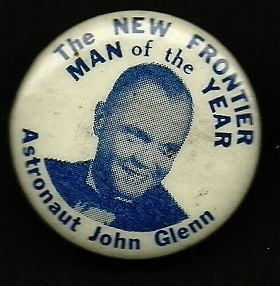 The NEW FRONTIER
MAN of the YEAR
Astronaut John Glenn